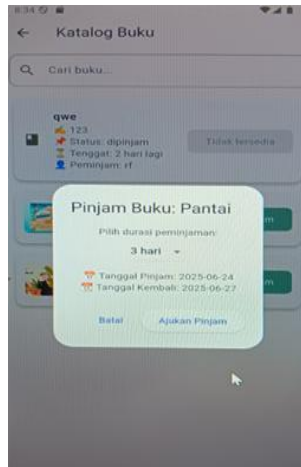 8:34
Katalog Buku
Cari buku...
qwe
123
Status: dipinjam
Tenggat: 2 hari lagi
Peminjam: rf
Tidak tersedia
Pinjam Buku: Pantai
Pilih durasi peminjaman:
3 hari
Tanggal Pinjam: 2025-06-24
Tanggal Kembali: 2025-06-27
Batal
Ajukan Pinjam